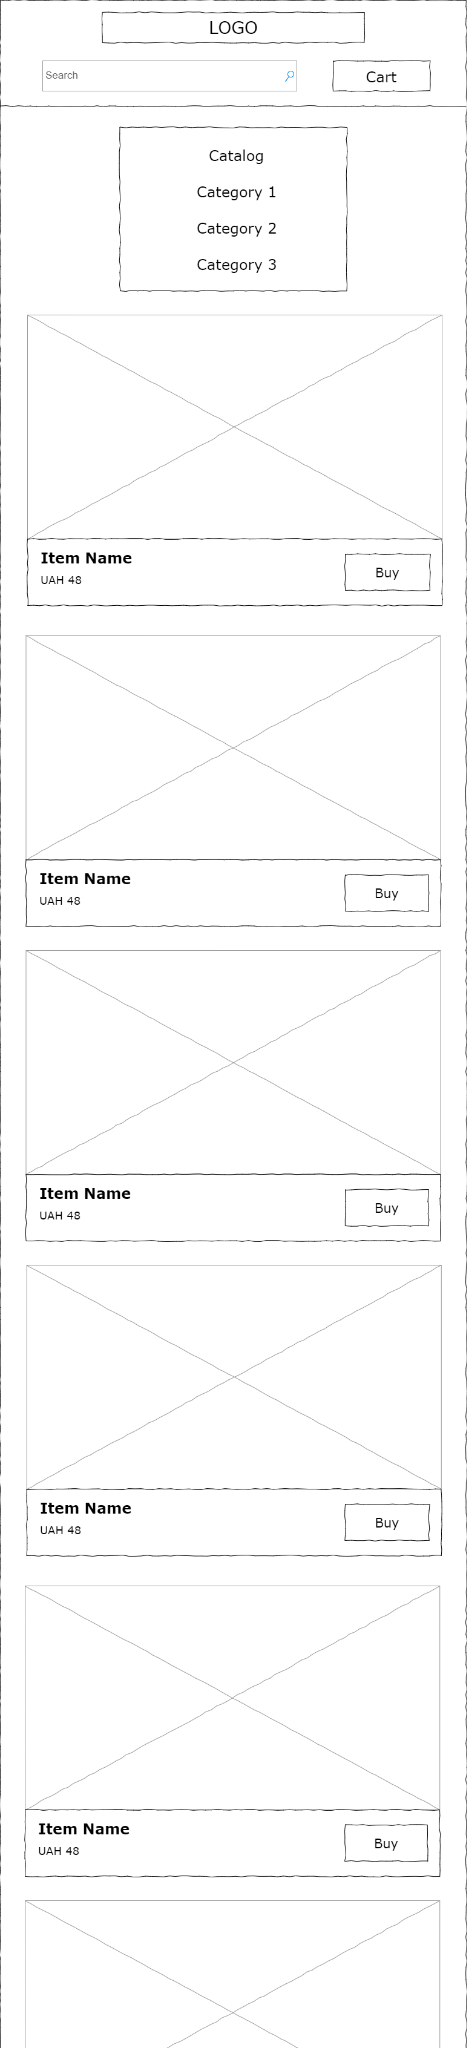 LOGO
Search
Cart
Catalog
Category 1
Category 2
Category 3
Item Name
UAH 48
Buy
Item Name
UAH 48
Buy
Item Name
UAH 48
Buy
Item Name
UAH 48
Buy
Item Name
UAH 48
Buy